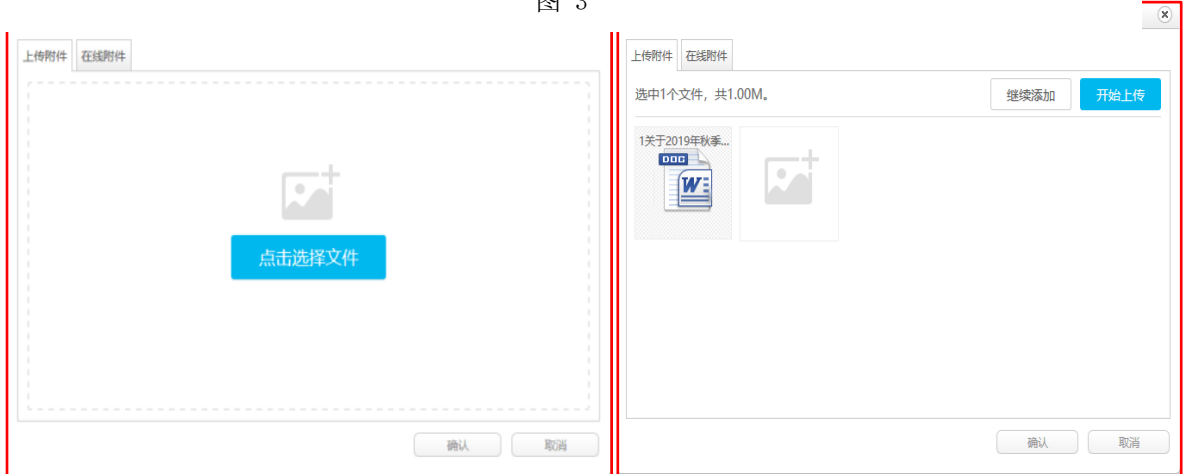 图 3
上传附件 在线附件
点击选择文件
确认 取消
上传附件 在线附件
选中1个文件，共1.00M。 继续添加 开始上传
1关于2019年秋季...
DOC
W
确认 取消